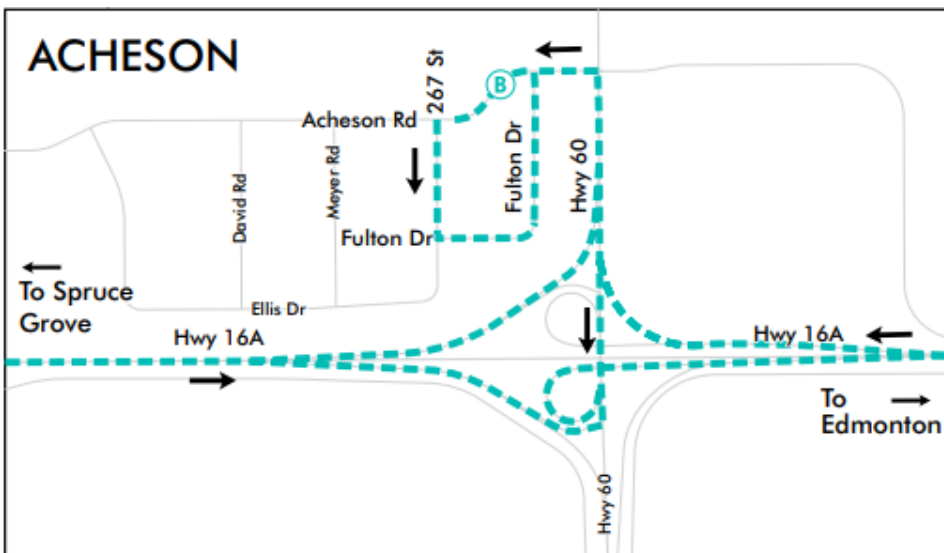 ACHESON
267 St
B
Acheson Rd
Fulton Dr
Hwy 60
David Rd
Meyer Rd
Fulton Dr
To Spruce
Grove
Ellis Dr
Hwy 16A
Hwy 16A
To
Edmonton
Hwy 60